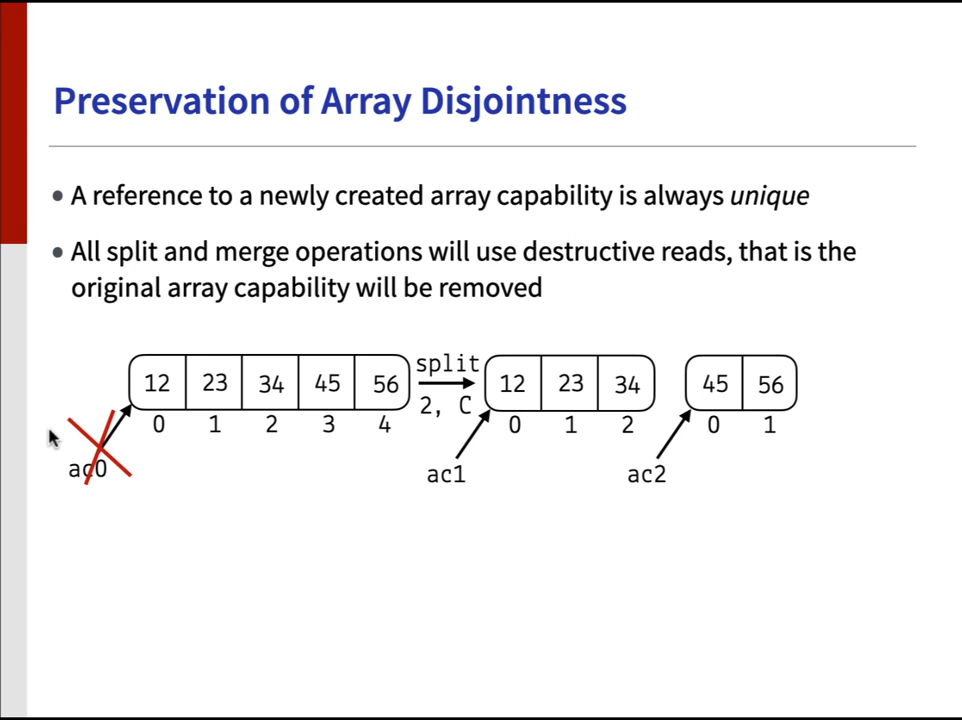 Preservation of Array Disjointness
• A reference to a newly created array capability is always unique
• All split and merge operations will use destructive reads, that is the
original array capability will be removed
12 23 34 45 56 split 12 23 34 45 56
0 1 2 3 4 2, C 0 1 2 0 1
ac0 ac1 ac2